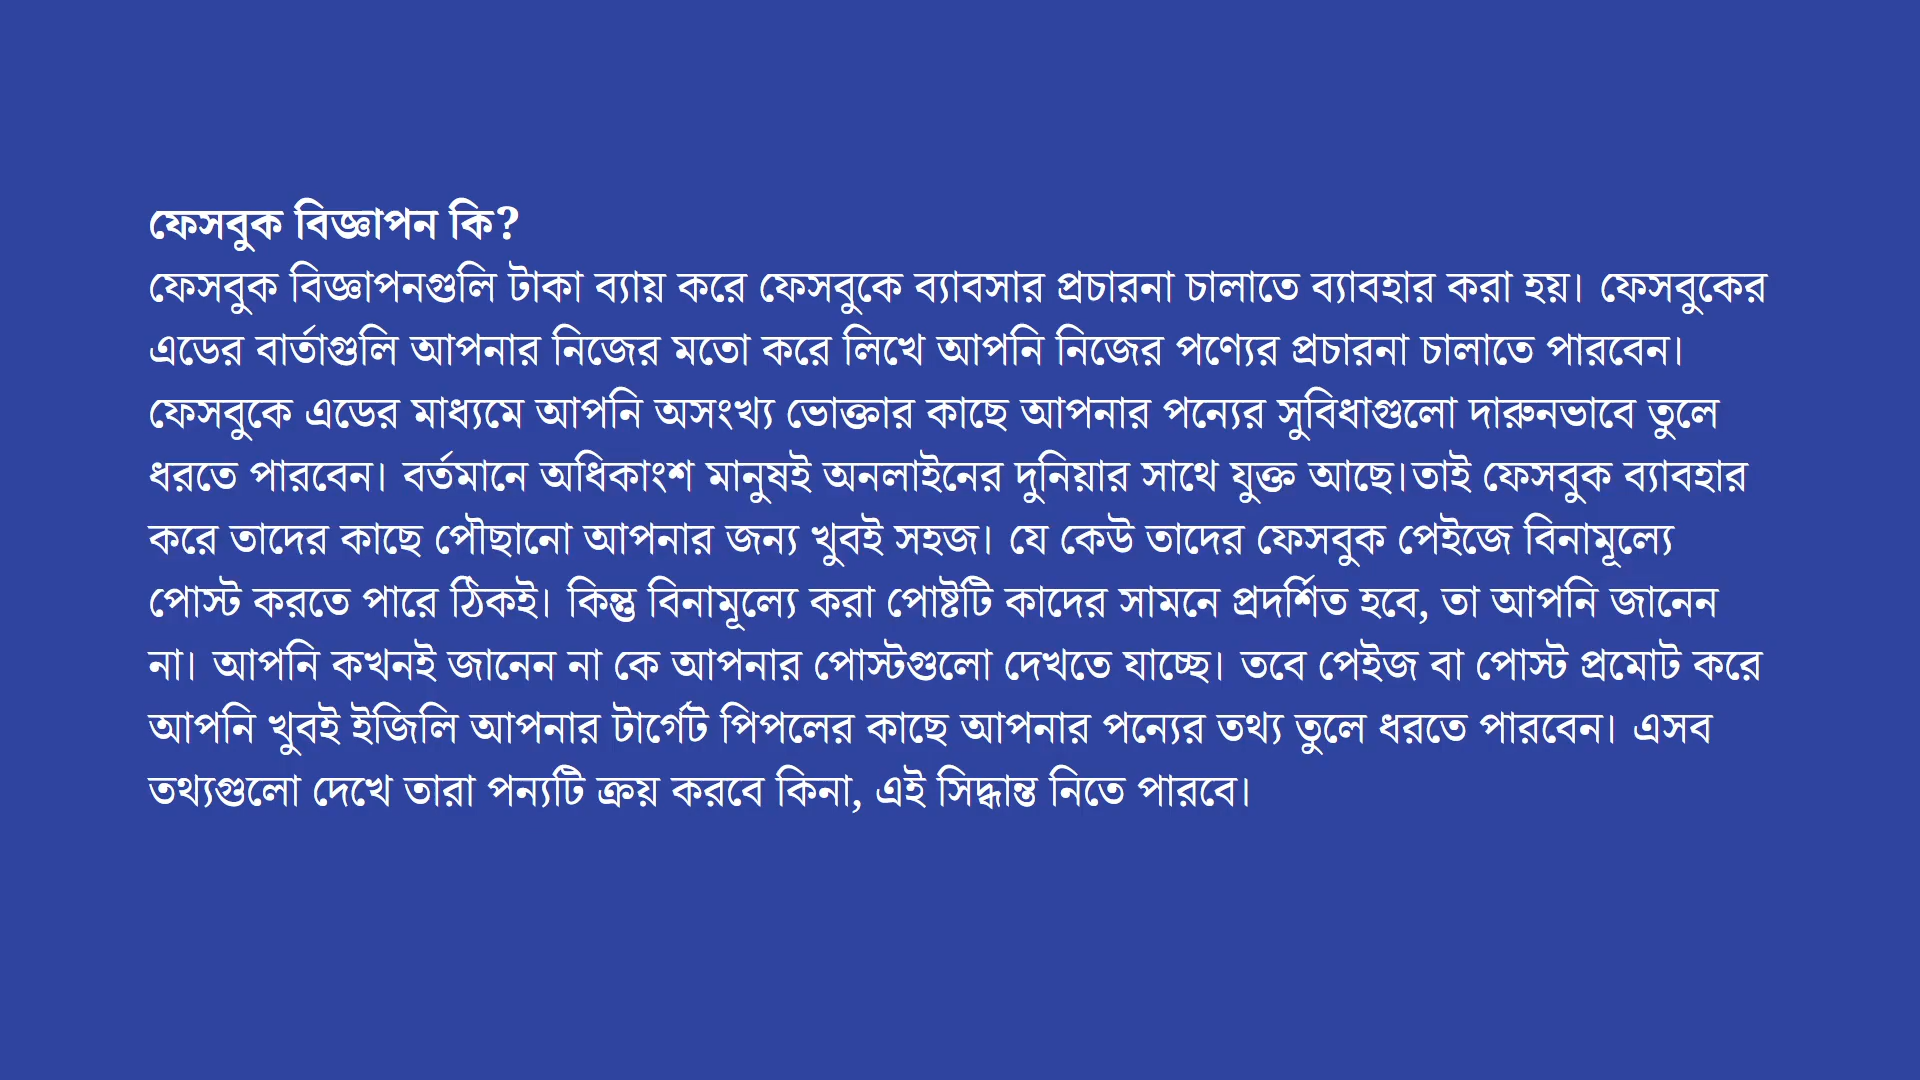 ফেসবুক বিজ্ঞাপন কি?
ফেসবুক বিজ্ঞাপনগুলি টাকা ব্যায় করে ফেসবুকে ব্যাবসার প্রচারনা চালাতে ব্যাবহার করা হয়। ফেসবুকের
এডের বার্তাগুলি আপনার নিজের মতো করে লিখে আপনি নিজের পণ্যের প্রচারনা চালাতে পারবেন।
ফেসবুকে এডের মাধ্যমে আপনি অসংখ্য ভোক্তার কাছে আপনার পন্যের সুবিধাগুলো দারুনভাবে তুলে
ধরতে পারবেন। বর্তমানে অধিকাংশ মানুষই অনলাইনের দুনিয়ার সাথে যুক্ত আছে।তাই ফেসবুক ব্যাবহার
করে তাদের কাছে পৌছানো আপনার জন্য খুবই সহজ। যে কেউ তাদের ফেসবুক পেইজে বিনামূল্যে
পোস্ট করতে পারে ঠিকই। কিন্তু বিনামূল্যে করা পোষ্টটি কাদের সামনে প্রদর্শিত হবে, তা আপনি জানেন
না। আপনি কখনই জানেন না কে আপনার পোস্টগুলো দেখতে যাচ্ছে। তবে পেইজ বা পোস্ট প্রমোট করে
আপনি খুবই ইজিলি আপনার টার্গেট পিপলের কাছে আপনার পন্যের তথ্য তুলে ধরতে পারবেন। এসব
তথ্যগুলো দেখে তারা পন্যটি ক্রয় করবে কিনা, এই সিদ্ধান্ত নিতে পারবে।